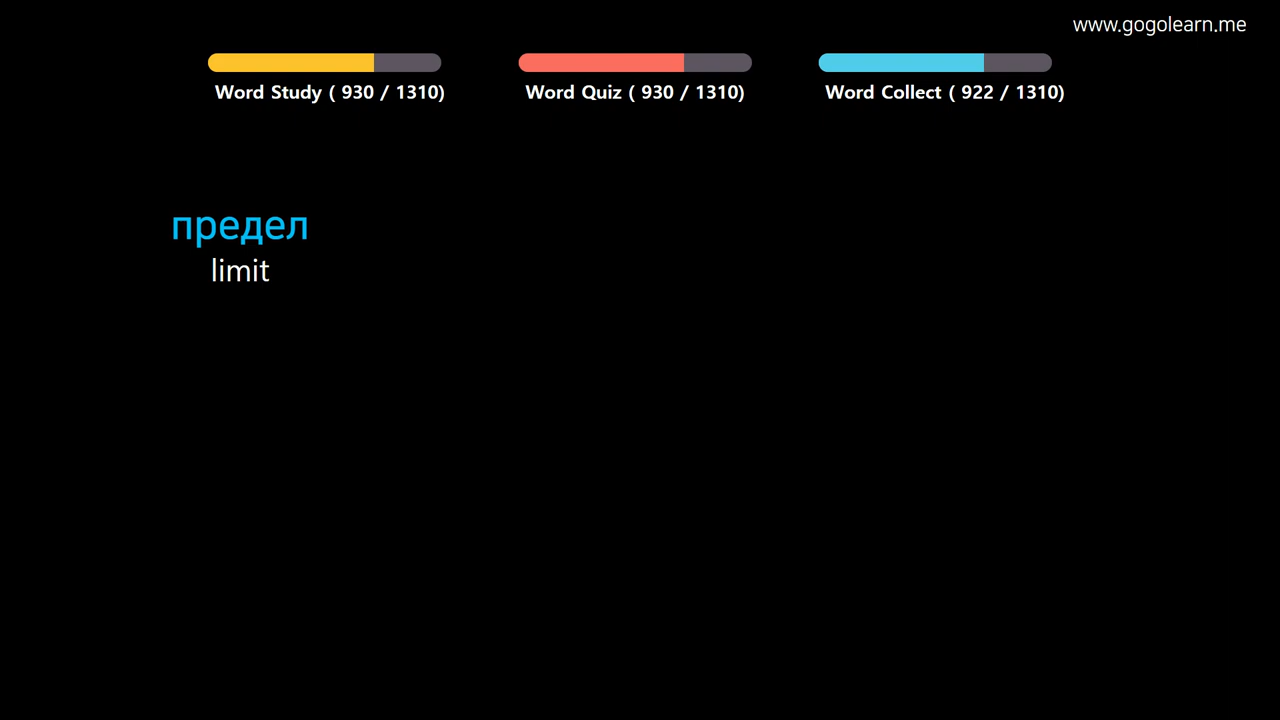 www.gogolearn.me
Word Study ( 930 / 1310)
Word Quiz ( 930 / 1310)
Word Collect ( 922 / 1310)
предел
limit